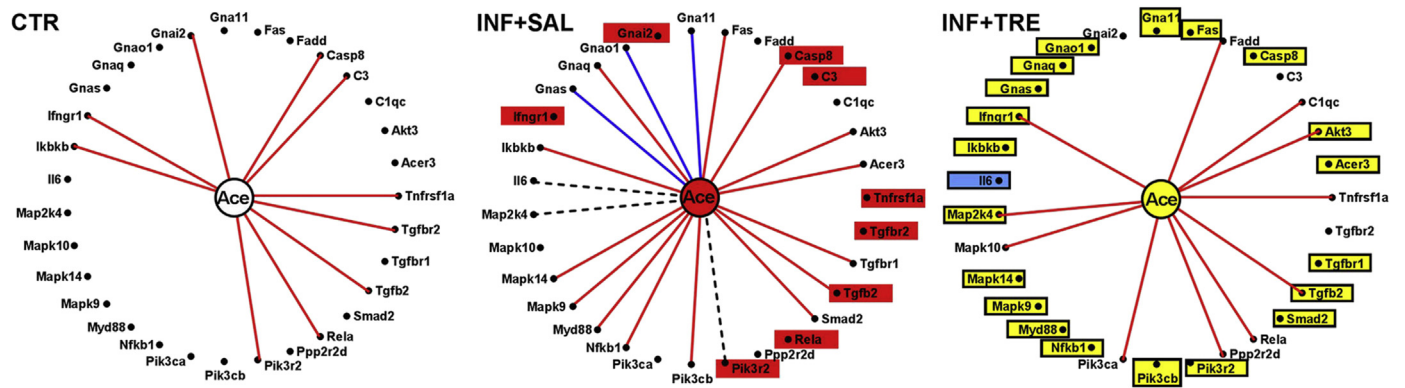 CTR
Gna11
Gnai2
Fas
Gnao1
Fadd
Gnaq
Casp8
C3
Gnas
C1qc
Ifngr1
Akt3
Ikbkb
Acer3
Il6
Ace
Tnfrsf1a
Map2k4
Tgfbr2
Mapk10
Tgfbr1
Mapk14
Tgfb2
Mapk9
Smad2
Myd88
Rela
Nfkb1
Ppp2r2d
Pik3ca
Pik3r2
Pik3cb
INF+SAL
Gna11
Gnai2
Fas
Gnao1
Fadd
Gnaq
Casp8
C3
Gnas
C1qc
Ifngr1
Akt3
Ikbkb
Acer3
Il6
Ace
Tnfrsf1a
Map2k4
Tgfbr2
Mapk10
Tgfbr1
Mapk14
Tgfb2
Mapk9
Smad2
Myd88
Rela
Nfkb1
Ppp2r2d
Pik3ca
Pik3r2
Pik3cb
INF+TRE
Gna11
Gnai2
Fas
Gnao1
Fadd
Gnaq
Casp8
C3
Gnas
C1qc
Ifnqr1
Akt3
Ikbkb
Acer3
Il6
Ace
Tnfrsf1a
Map2k4
Tgfbr2
Mapk10
Tgfbr1
Mapk14
Tgfb2
Mapk9
Smad2
Myd88
Rela
Nfkb1
Ppp2r2d
Pik3ca
Pik3r2
Pik3cb